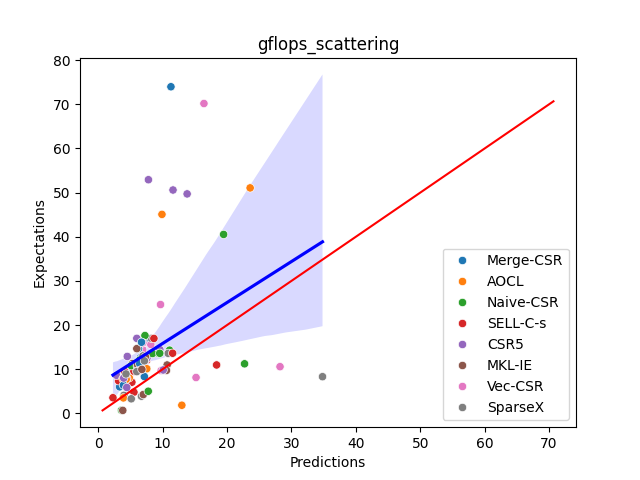 gflops_scattering
80
70
60
50
40
30
20
10
0
Expectations
0 10 20 30 40 50 60 70
Predictions
Merge-CSR
AOCL
Naive-CSR
SELL-C-s
CSR5
MKL-IE
Vec-CSR
SparseX